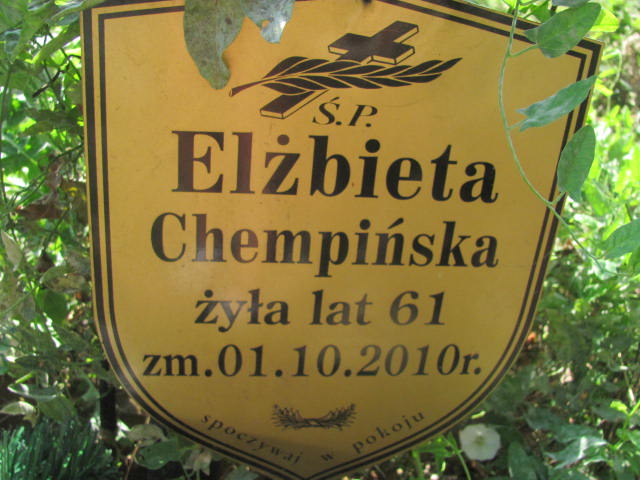 Ś.P.
Elżbieta
Chempińska
żyła lat 61
zm.01.10.2010r.
spoczywaj w pokoju